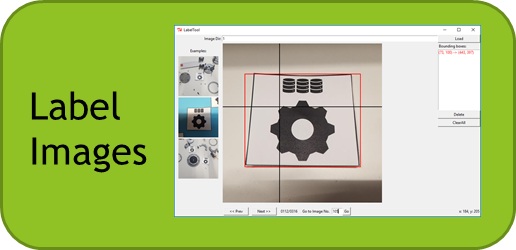 Label
Images
LabelTool
Image Dir:
Load
Examples:
Bounding boxes:
Delete
ClearAll
<< Prev
Next >>
Go to Image No.
Go